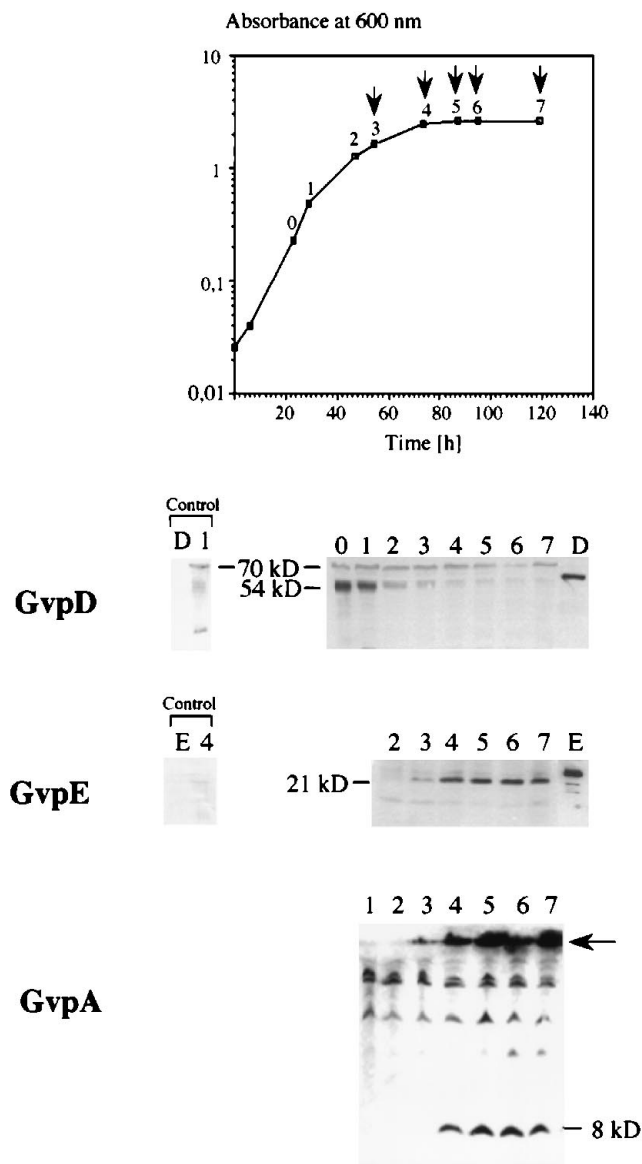 Absorbance at 600 nm
10
1
0,1
0,01
0
1
2
3
4
5
6
7
20 40 60 80 100 120 140
Time [h]
Control
D 1
70 kD
54 kD
0 1 2 3 4 5 6 7 D
GvpD
Control
E 4
21 kD
2 3 4 5 6 7 E
GvpE
1 2 3 4 5 6 7
GvpA
8 kD